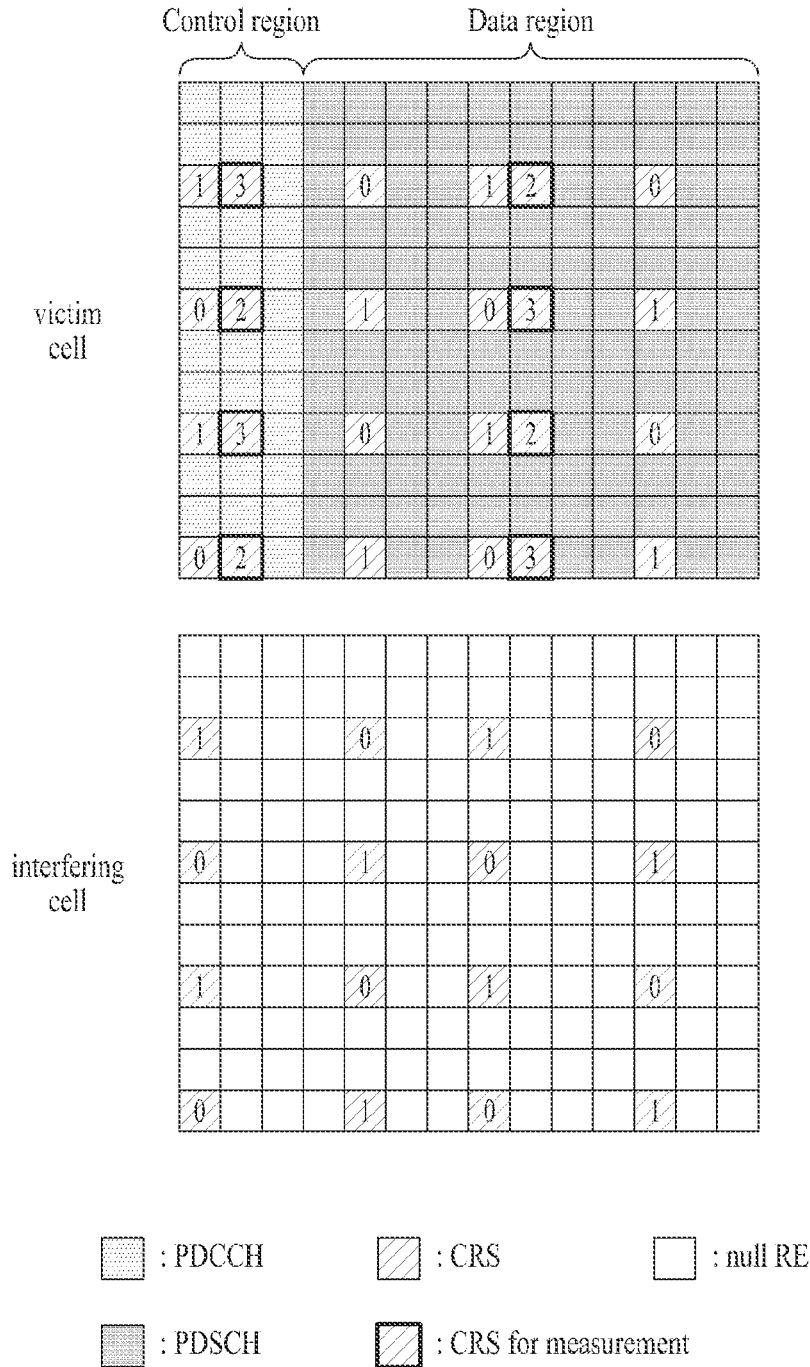 Control region Data region
1 3 0 1 2 0
victim cell
0 2 1 0 3 1
1 3 0 1 2 0
0 2 1 0 3 1
1 0 1 0
interfering cell
0 1 0 1
1 0 1 0
0 1 0 1
: PDCCH : CRS : null RE
: PDSCH : CRS for measurement